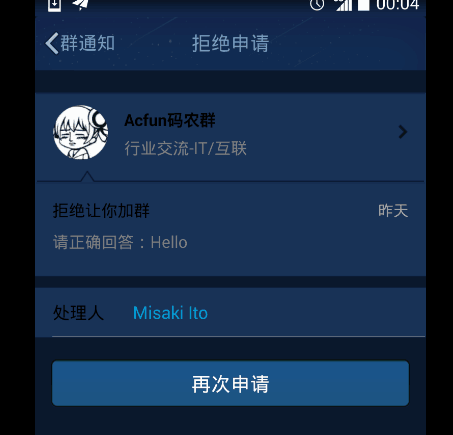 00:04
群通知
拒绝申请
Acfun码农群
行业交流-IT/互联
拒绝让你加群
昨天
请正确回答：Hello
处理人
Misaki Ito
再次申请